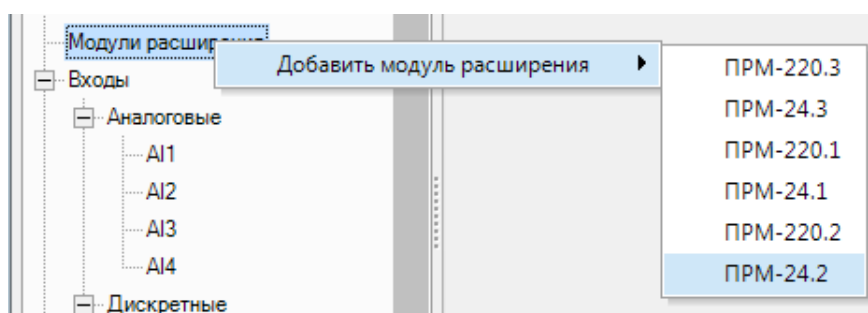 Модули расширения
Добавить модуль расширения
Входы
Аналоговые
AI1
AI2
AI3
AI4
Дискретные
ПРМ-220.3
ПРМ-24.3
ПРМ-220.1
ПРМ-24.1
ПРМ-220.2
ПРМ-24.2